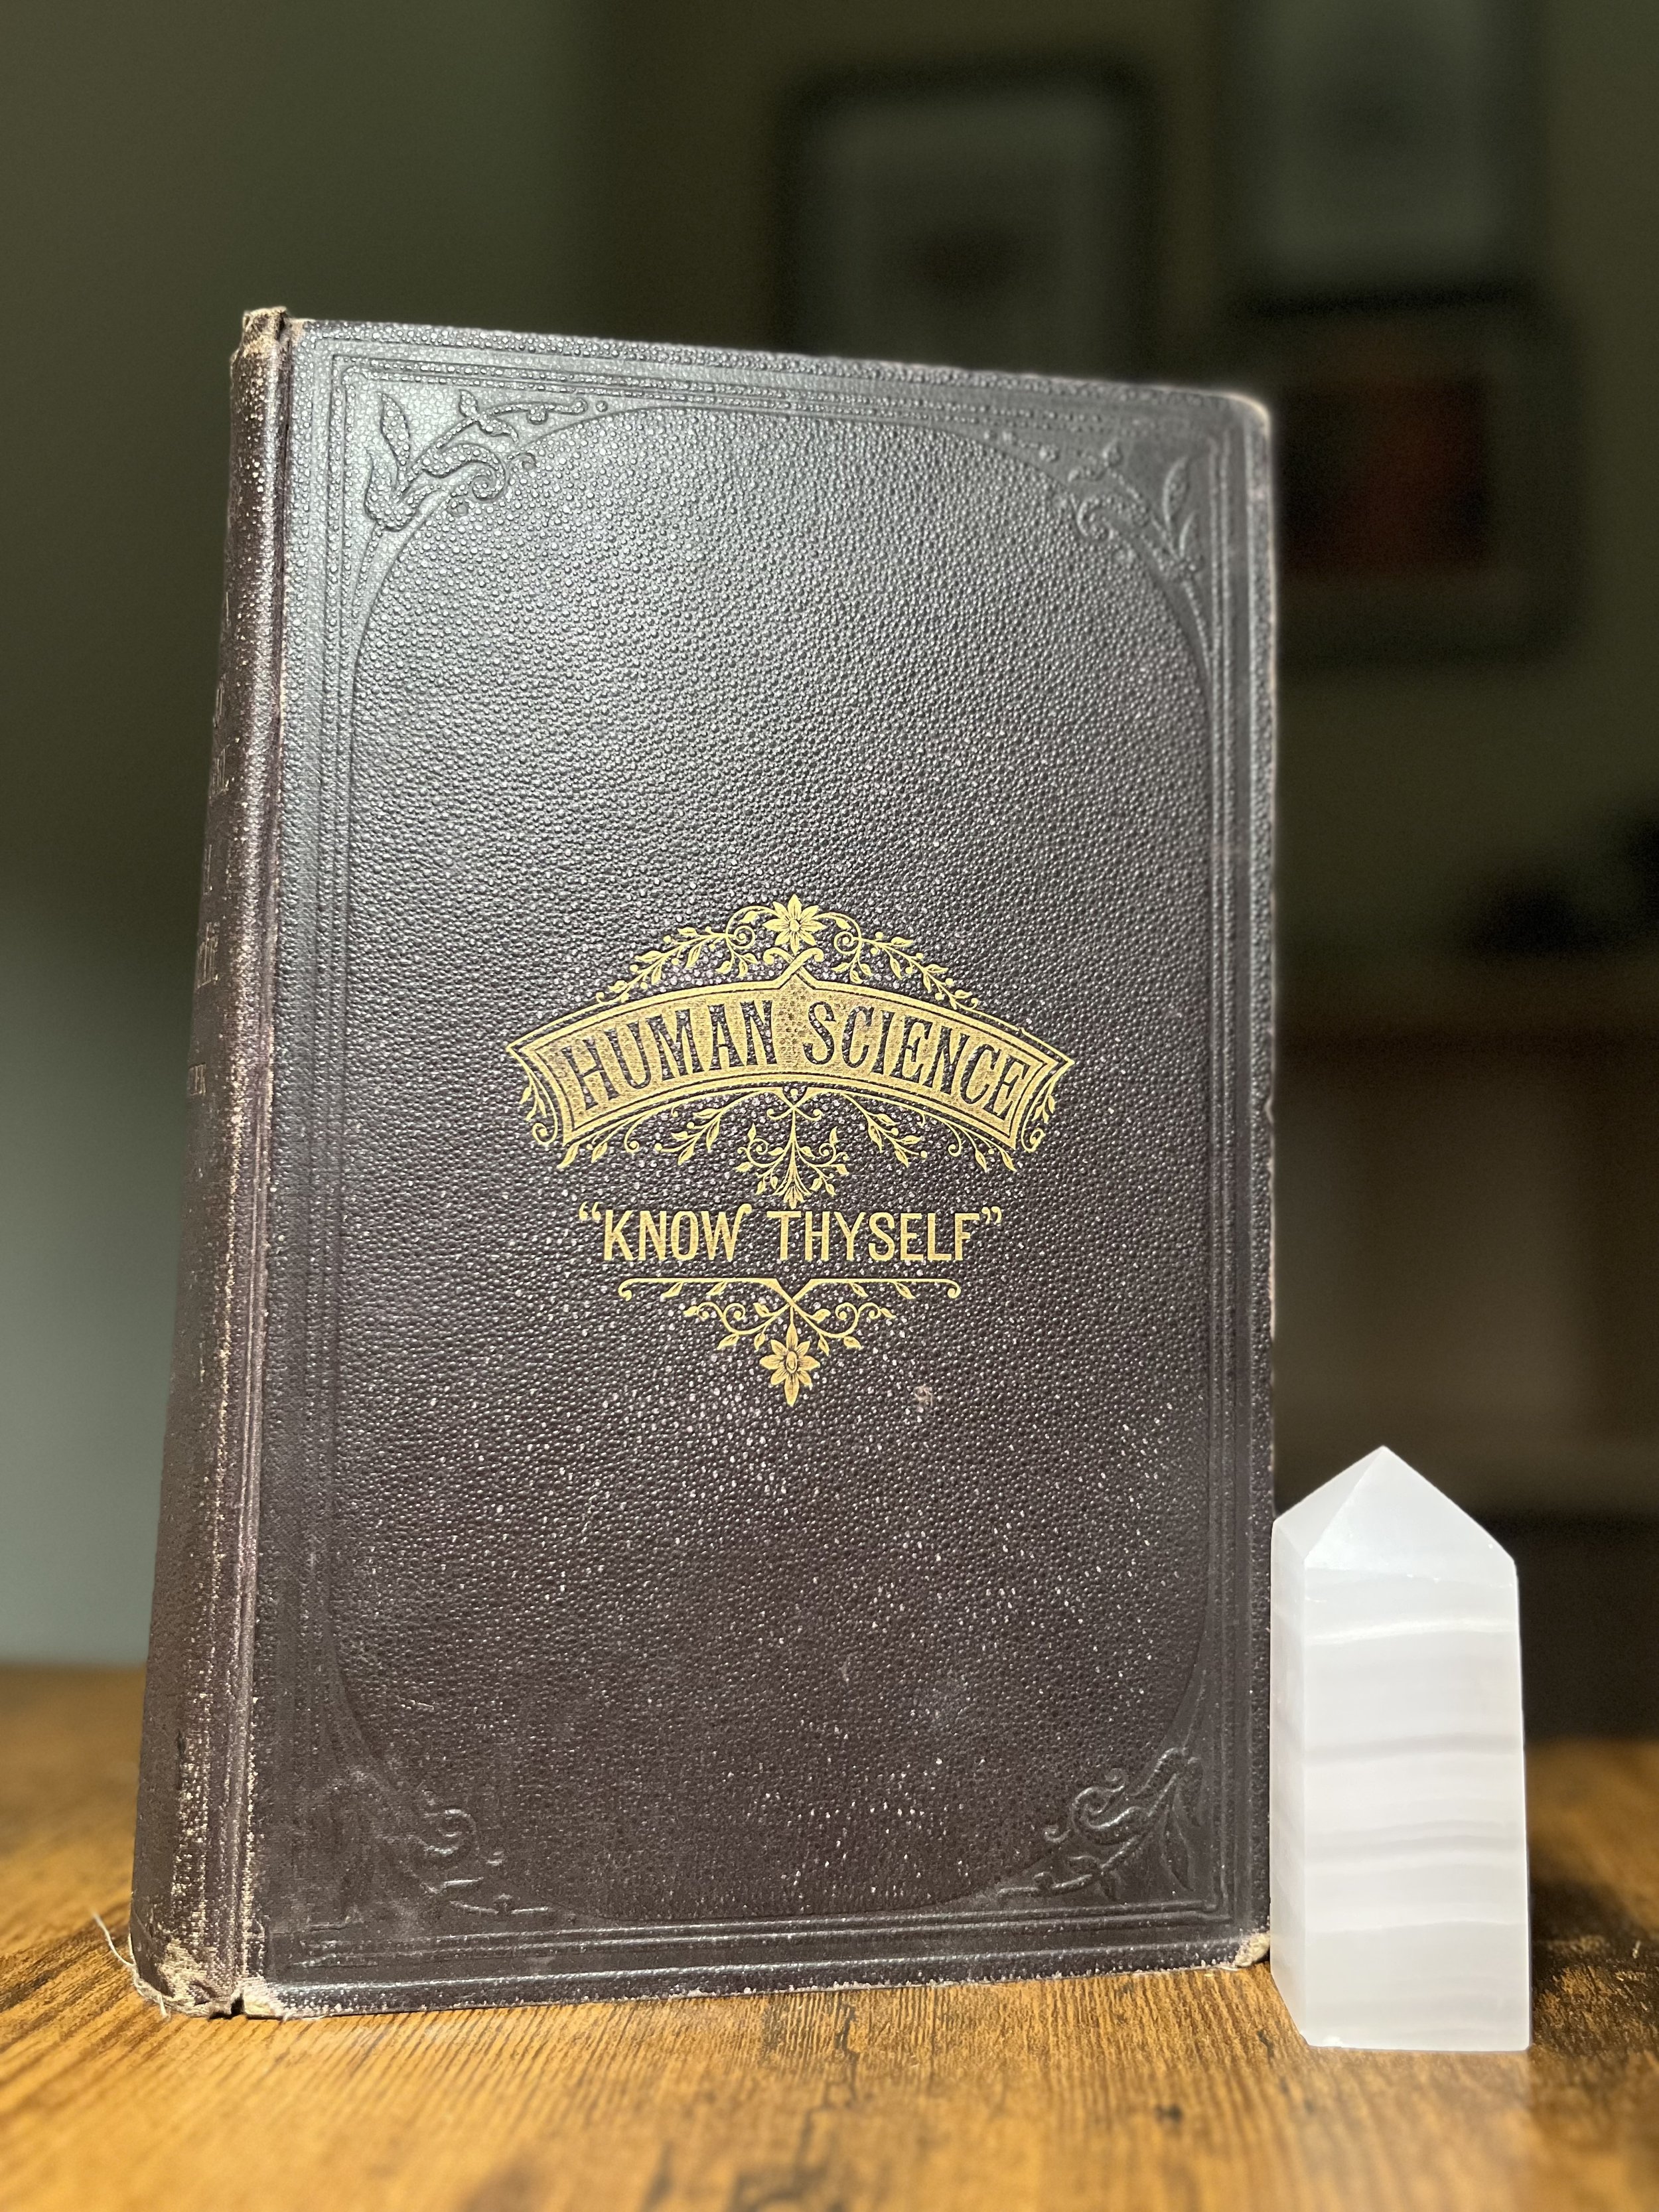 HUMAN SCIENCE
“KNOW THYSELF”